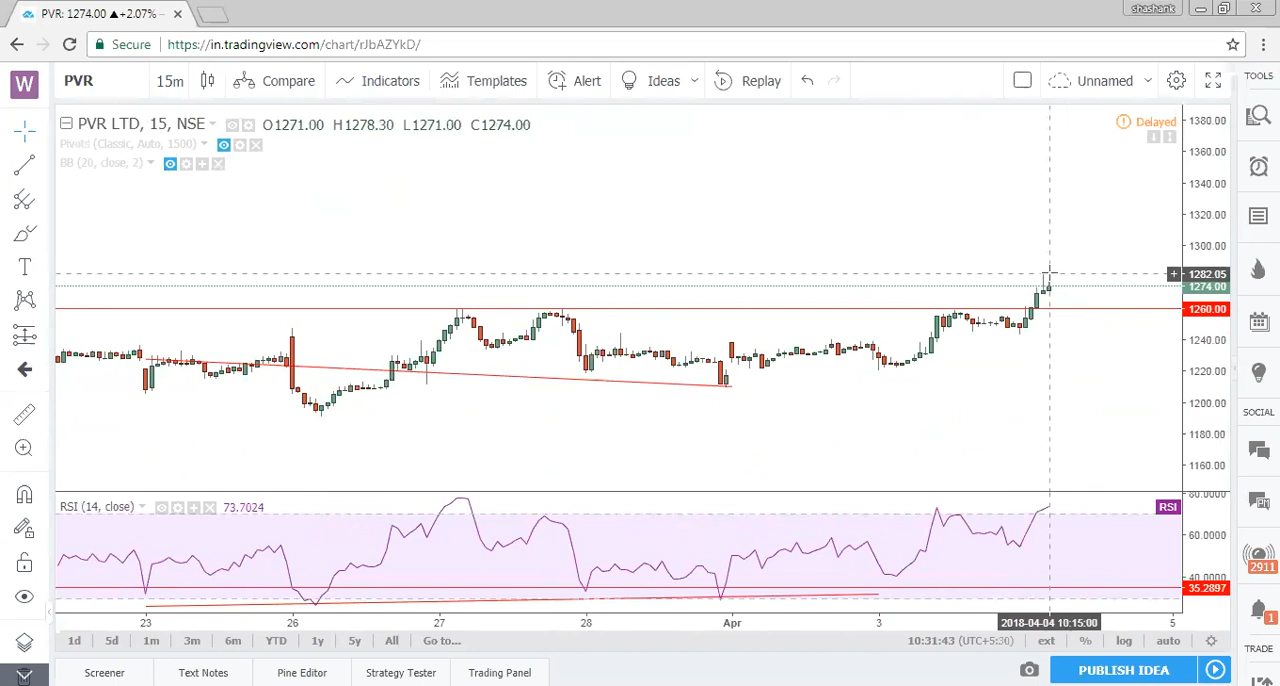 PVR: 1274.00 ▲+2.07% –
shashank
Secure https://in.tradingview.com/chart/rJbAZYkD/
W PVR 15m Compare Indicators Templates Alert Ideas Replay Unnamed
TOOLS
PVR LTD, 15, NSE O1271.00 H1278.30 L1271.00 C1274.00
Delayed
Pivots (Classic, Auto, 1500)
BB (20, close, 2)
1380.00
1360.00
1340.00
1320.00
1300.00
1282.05
1274.00
1260.00
1240.00
1220.00
1200.00
1180.00
1160.00
SOCIAL
80.0000
RSI (14, close) 73.7024
RSI
60.0000
40.0000
35.2897
2911
23 26 27 28 Apr 3 2018-04-04 10:15:00 5
1
1d 5d 1m 3m 6m YTD 1y 5y All Go to... 10:31:43 (UTC+5:30) ext % log auto
TRADE
Screener Text Notes Pine Editor Strategy Tester Trading Panel PUBLISH IDEA